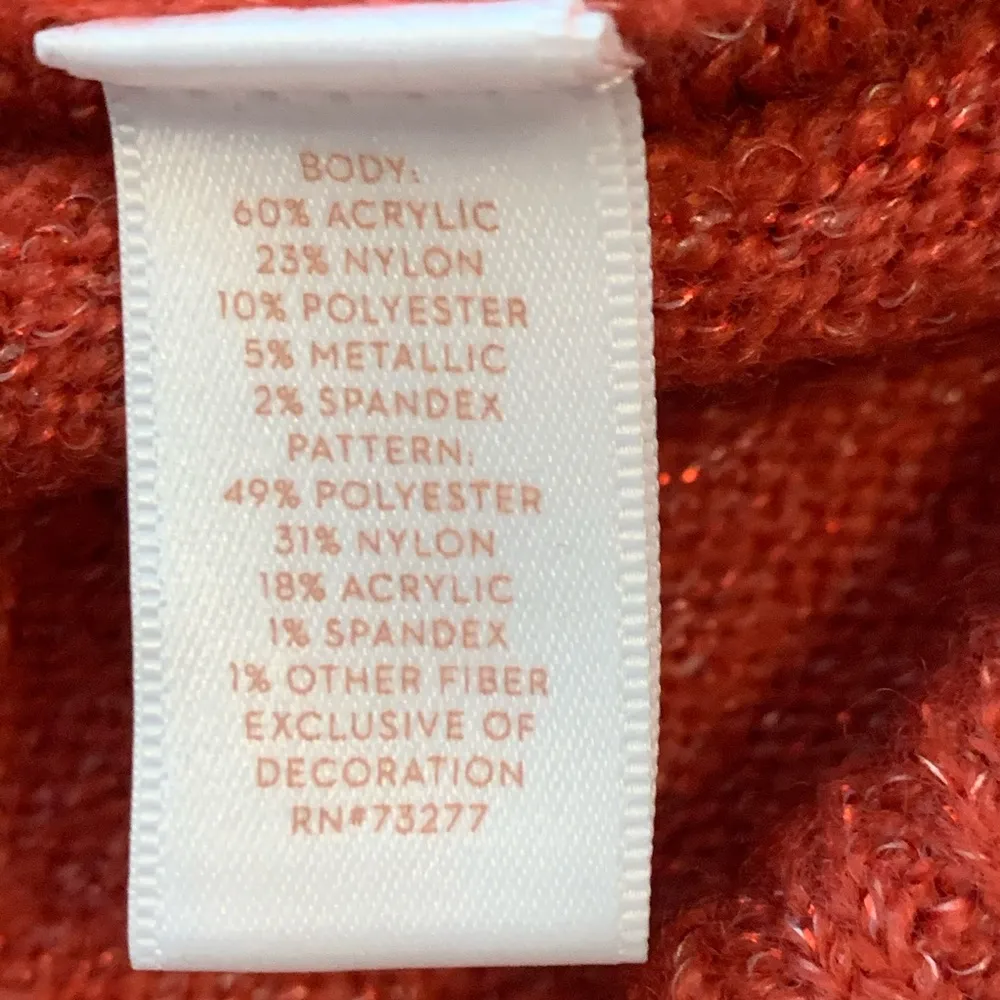 BODY:
60% ACRYLIC
23% NYLON
10% POLYESTER
5% METALLIC
2% SPANDEX
PATTERN:
49% POLYESTER
31% NYLON
18% ACRYLIC
1% SPANDEX
1% OTHER FIBER
EXCLUSIVE OF
DECORATION
RN#73277